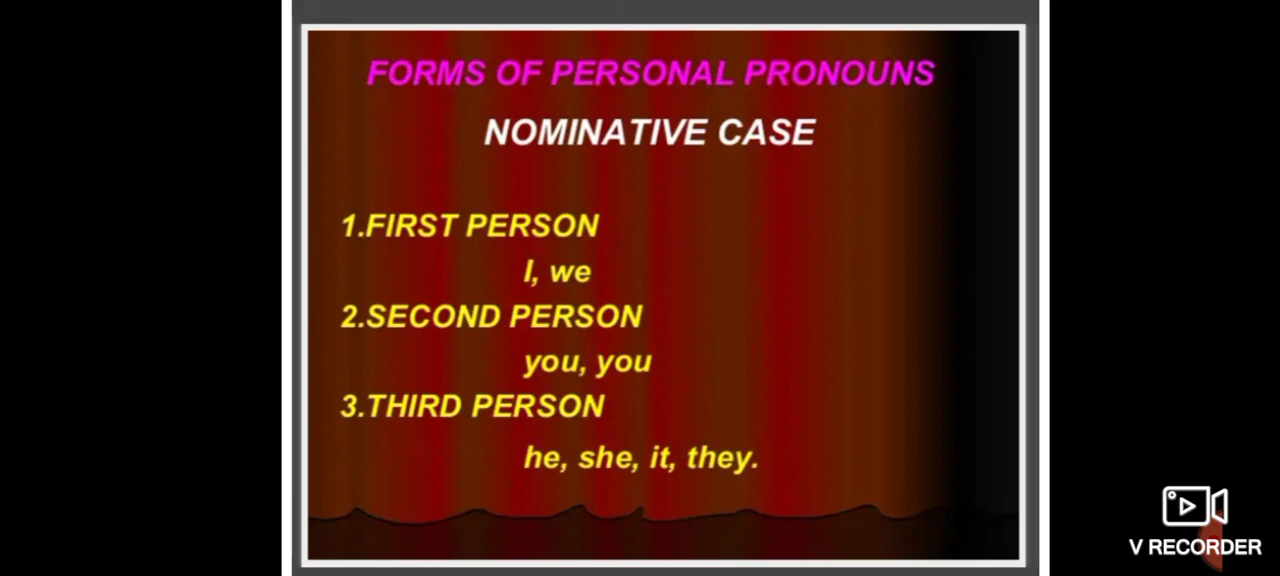 FORMS OF PERSONAL PRONOUNS
NOMINATIVE CASE
1.FIRST PERSON
I, we
2.SECOND PERSON
you, you
3.THIRD PERSON
he, she, it, they.
V RECORDER